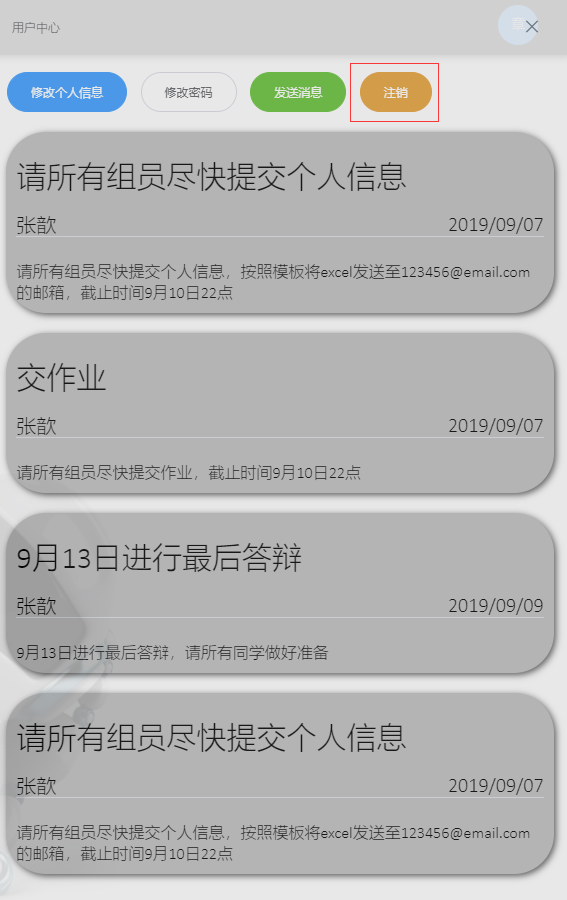 用户中心
修改个人信息 修改密码 发送消息 注销
请所有组员尽快提交个人信息
张歆 2019/09/07
请所有组员尽快提交个人信息，按照模板将excel发送至123456@email.com
的邮箱，截止时间9月10日22点
交作业
张歆 2019/09/07
请所有组员尽快提交作业，截止时间9月10日22点
9月13日进行最后答辩
张歆 2019/09/09
9月13日进行最后答辩，请所有同学做好准备
请所有组员尽快提交个人信息
张歆 2019/09/07
请所有组员尽快提交个人信息，按照模板将excel发送至123456@email.com
的邮箱，截止时间9月10日22点